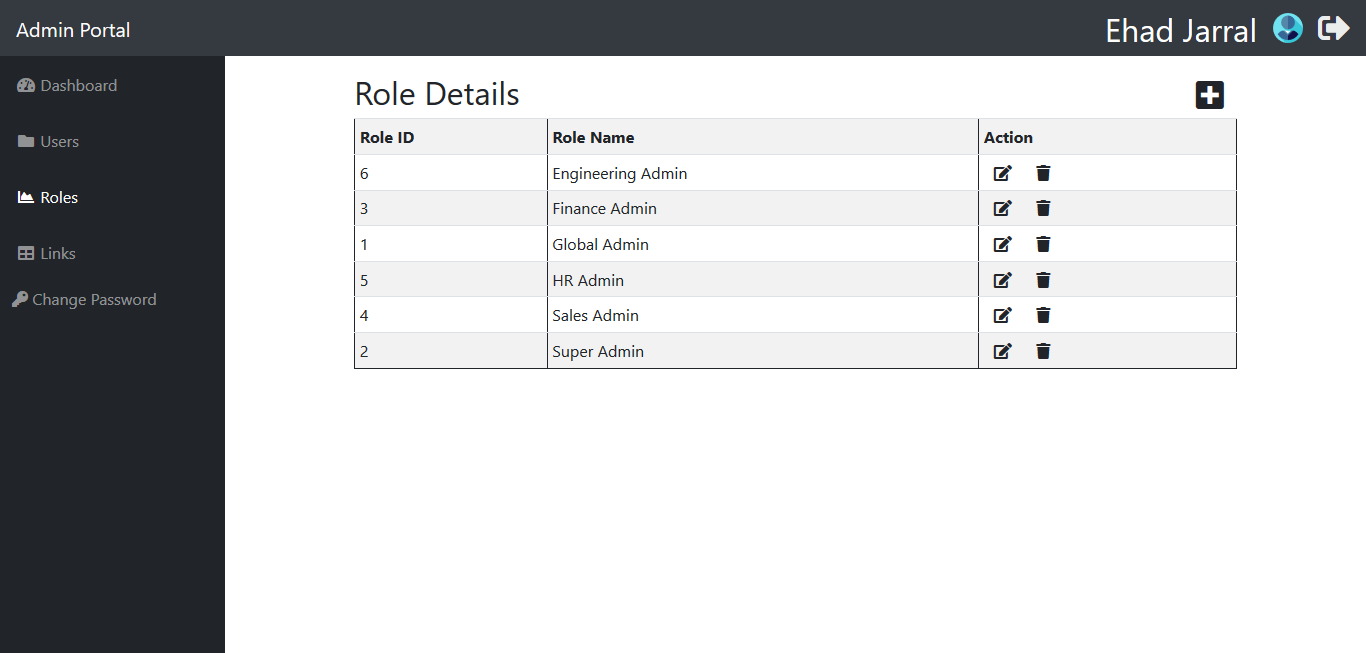 Admin Portal
Ehad Jarral
Dashboard
Users
Roles
Links
Change Password
Role Details
Role ID Role Name Action
6 Engineering Admin
3 Finance Admin
1 Global Admin
5 HR Admin
4 Sales Admin
2 Super Admin